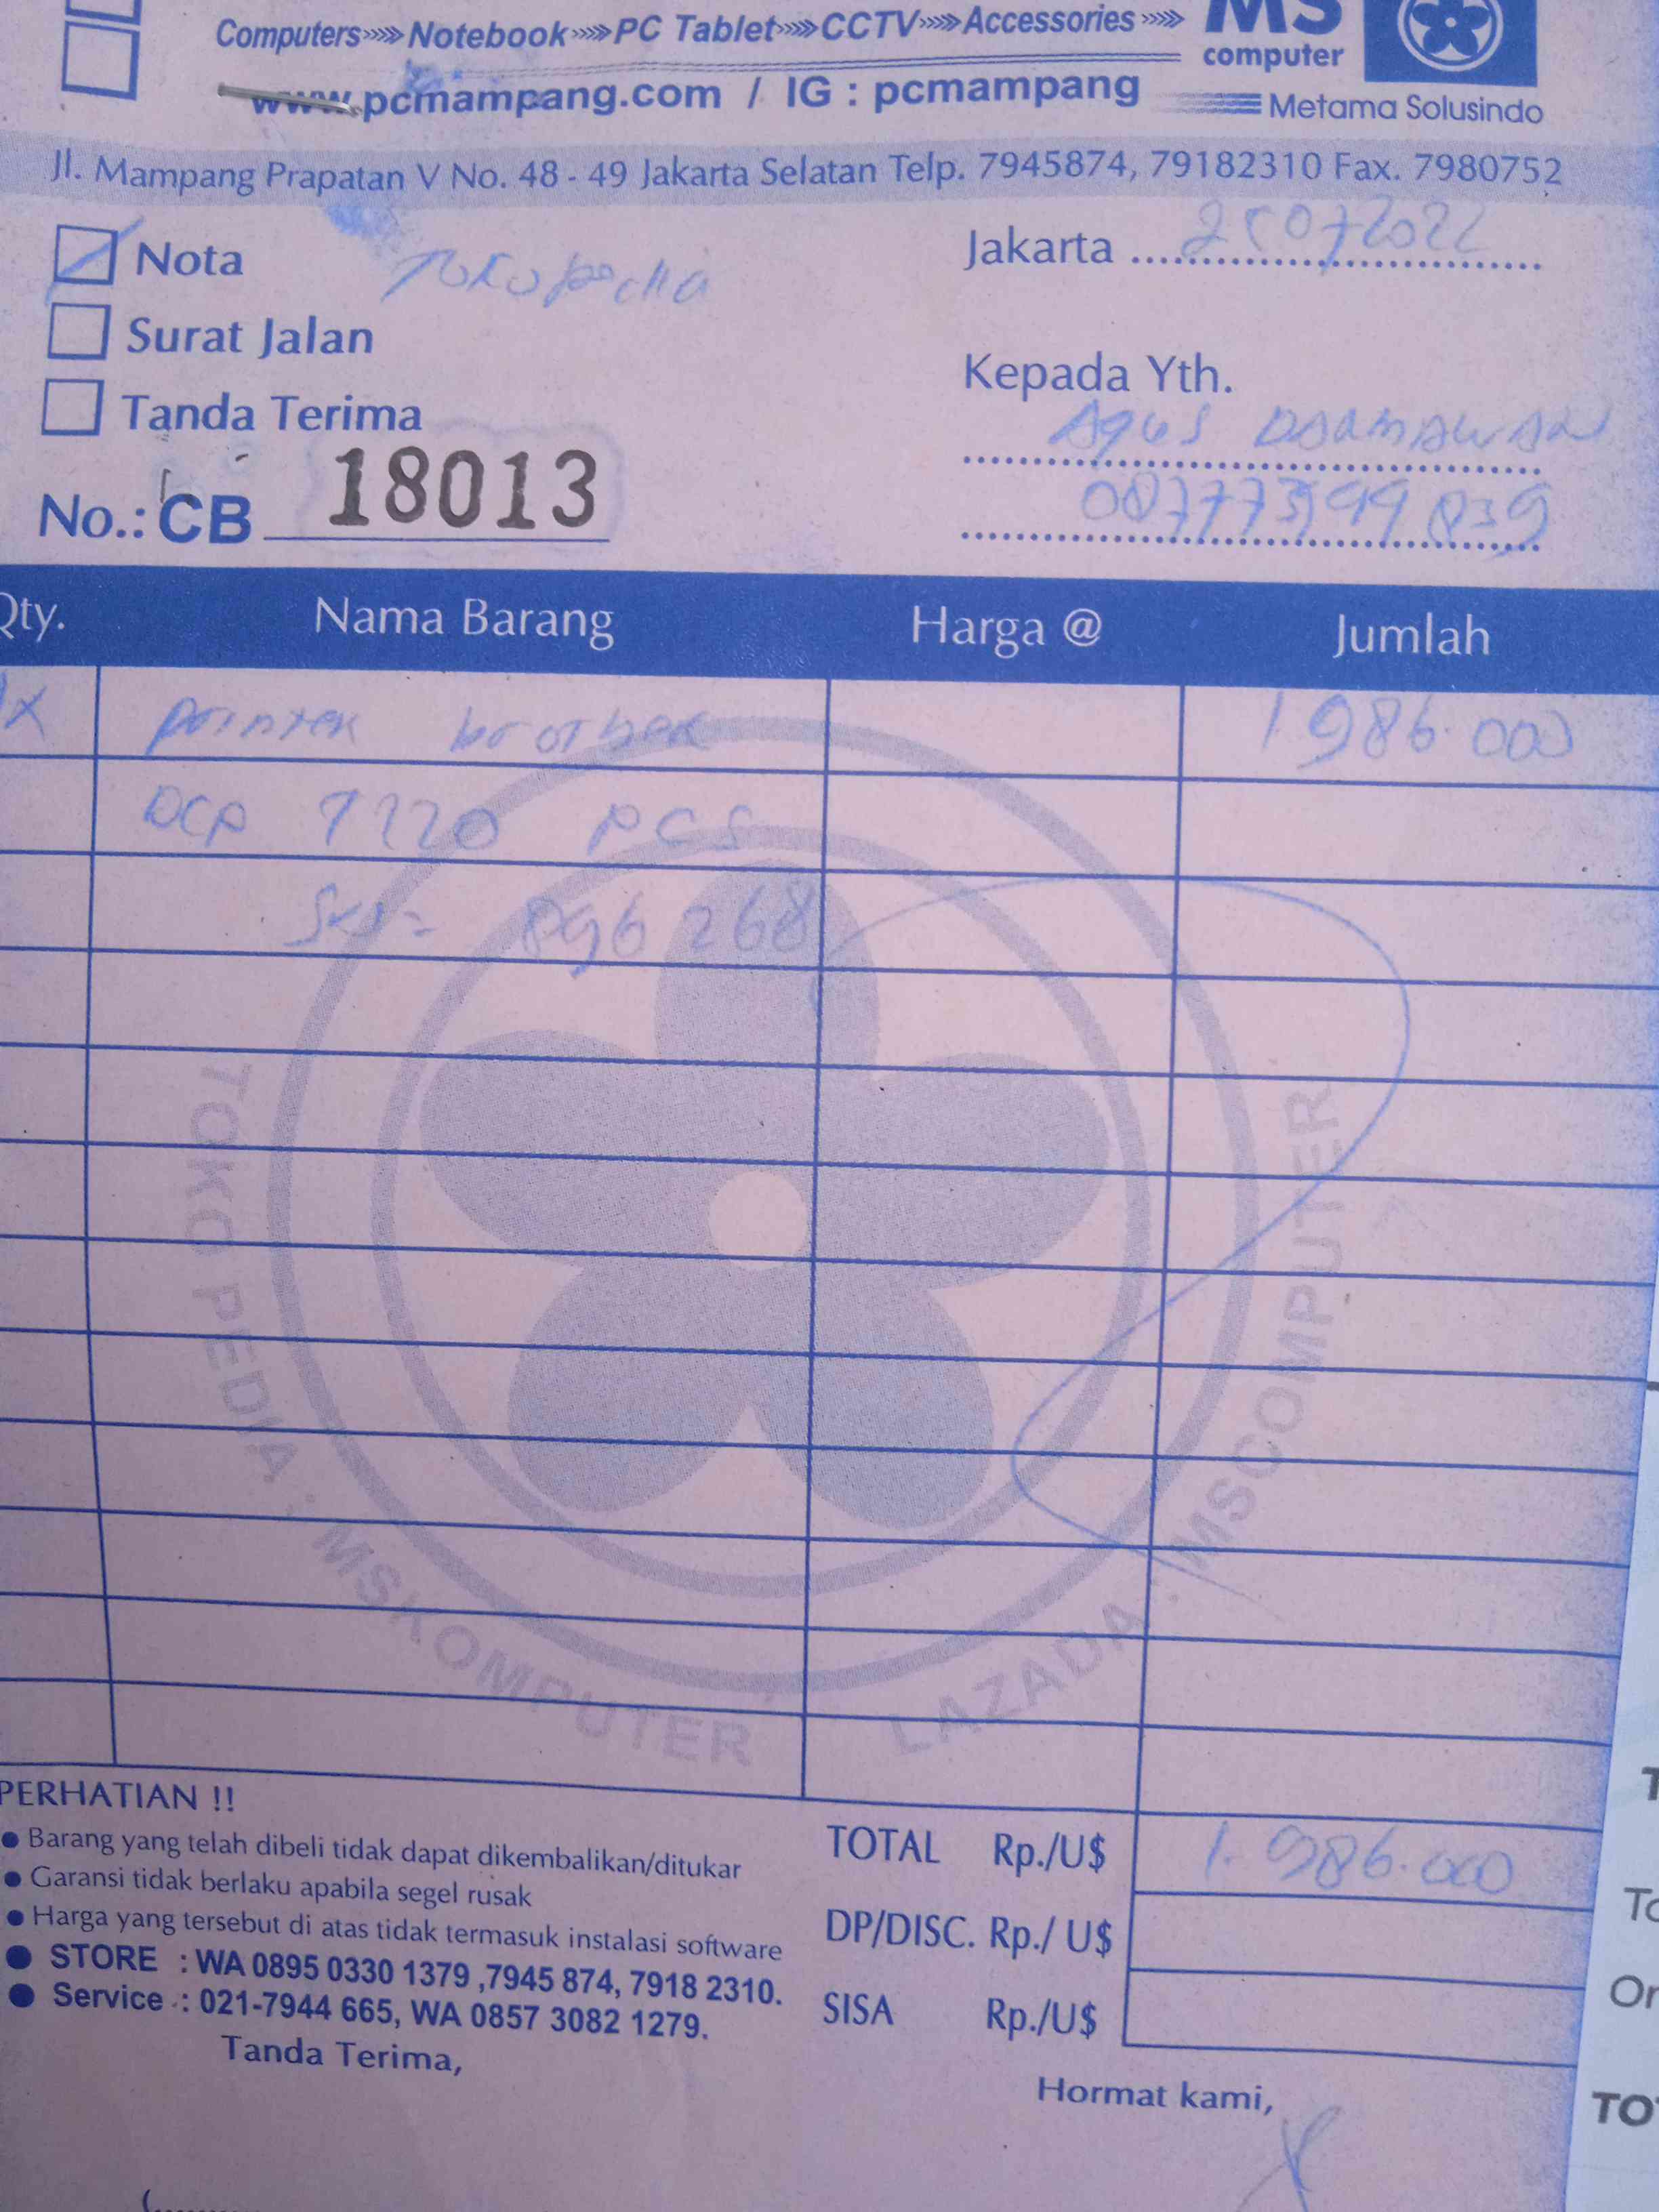 Computers Notebook PC Tablet CCTV Accessories
MS
computer
www.pcmampang.com / IG : pcmampang
Metama Solusindo
Jl. Mampang Prapatan V No. 48 - 49 Jakarta Selatan Telp. 7945874, 79182310 Fax. 7980752
Nota
Tokopedia
Jakarta 25072022
Surat Jalan
Kepada Yth.
Tanda Terima
Agus Darmawan
No.: CB 18013
Qty. Nama Barang Harga @ Jumlah
1x printer brother 1986.000
DCP PCS
896268
TOKO PEDIA : MSKOMPUTER
LAZADA : MSCOMPUTER
PERHATIAN !!
Barang yang telah dibeli tidak dapat dikembalikan/ditukar
Garansi tidak berlaku apabila segel rusak
Harga yang tersebut di atas tidak termasuk instalasi software
STORE : WA 0895 0330 1379 ,7945 874, 7918 2310.
Service : 021-7944 665, WA 0857 3082 1279.
TOTAL Rp./U$ 1.986.000
DP/DISC. Rp./ U$
SISA Rp./U$
Tanda Terima,
Hormat kami,